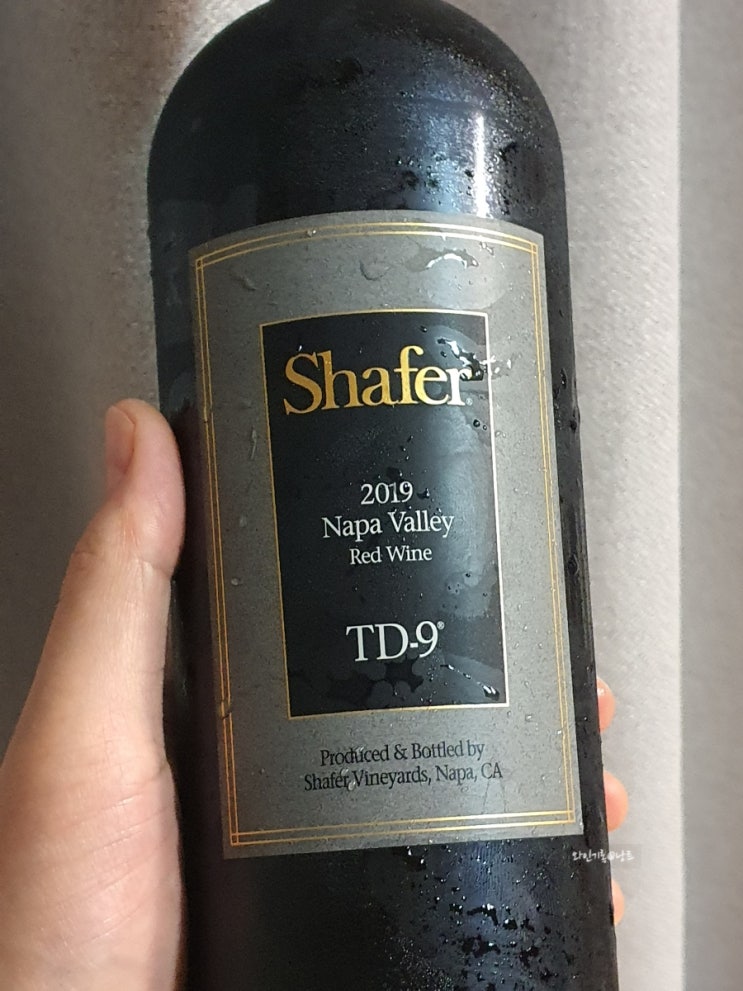 Shafer®
2019
Napa Valley
Red Wine
TD-9®
Produced & Bottled by
Shafer Vineyards, Napa, CA